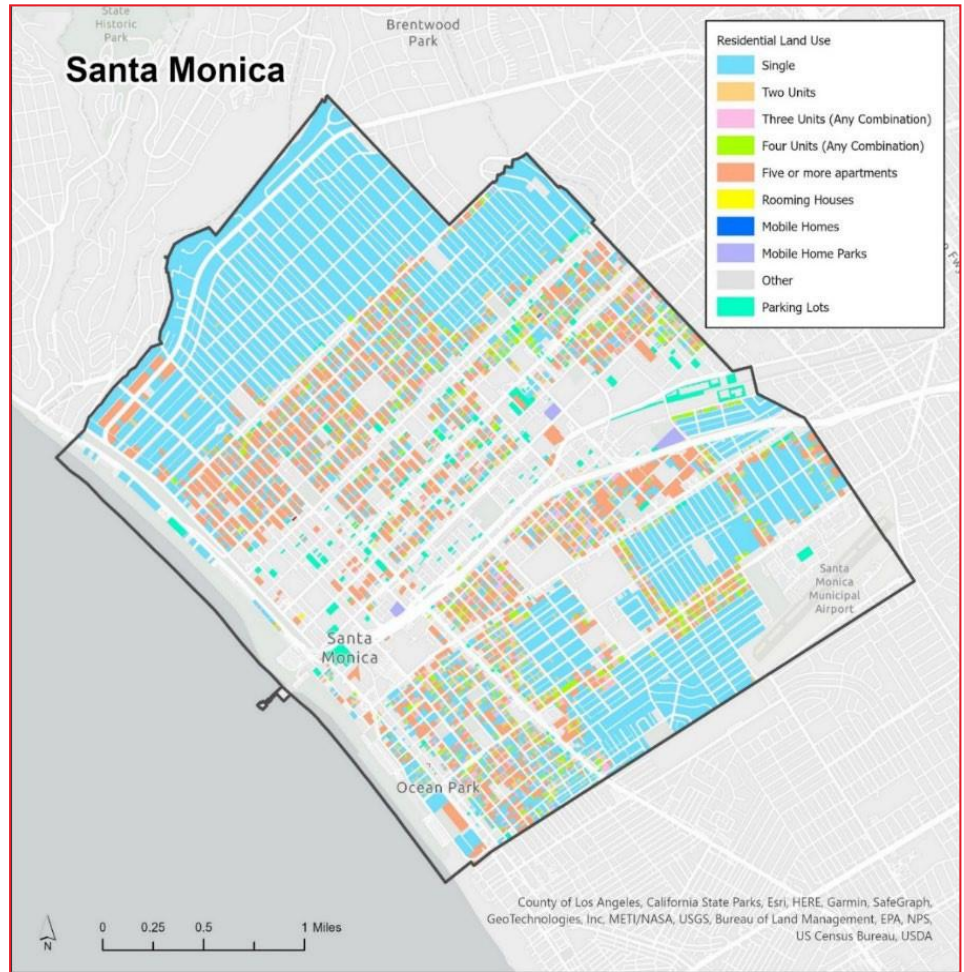 State
Historic
Park
Brentwood
Park
Santa Monica
Residential Land Use
Single
Two Units
Three Units (Any Combination)
Four Units (Any Combination)
Five or more apartments
Rooming Houses
Mobile Homes
Mobile Home Parks
Other
Parking Lots
Santa
Monica
Municipal
Airport
Santa
Monica
Ocean Park
County of Los Angeles, California State Parks, Esri, HERE, Garmin, SafeGraph,
GeoTechnologies, Inc, METI/NASA, USGS, Bureau of Land Management, EPA, NPS,
US Census Bureau, USDA
N
0 0.25 0.5 1 Miles